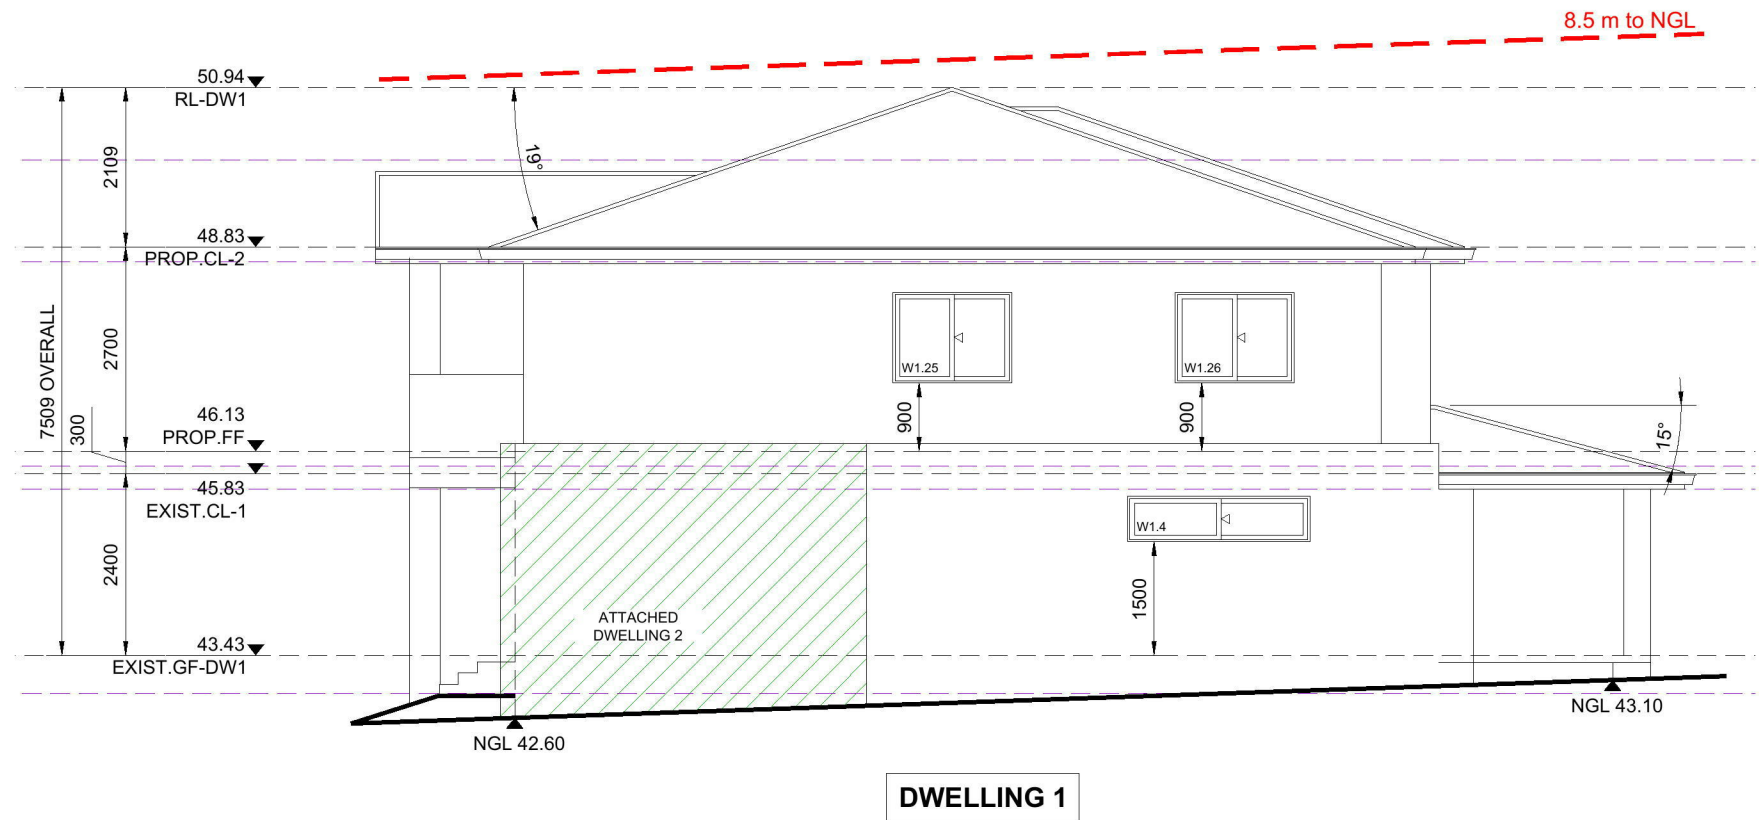 8.5 m to NGL
50.94
RL-DW1
2109
19°
48.83
PROP.CL-2
7509 OVERALL
2700
W1.25
W1.26
900
900
46.13
PROP.FF
300
15°
45.83
EXIST.CL-1
W1.4
2400
1500
ATTACHED
DWELLING 2
43.43
EXIST.GF-DW1
NGL 43.10
NGL 42.60
DWELLING 1